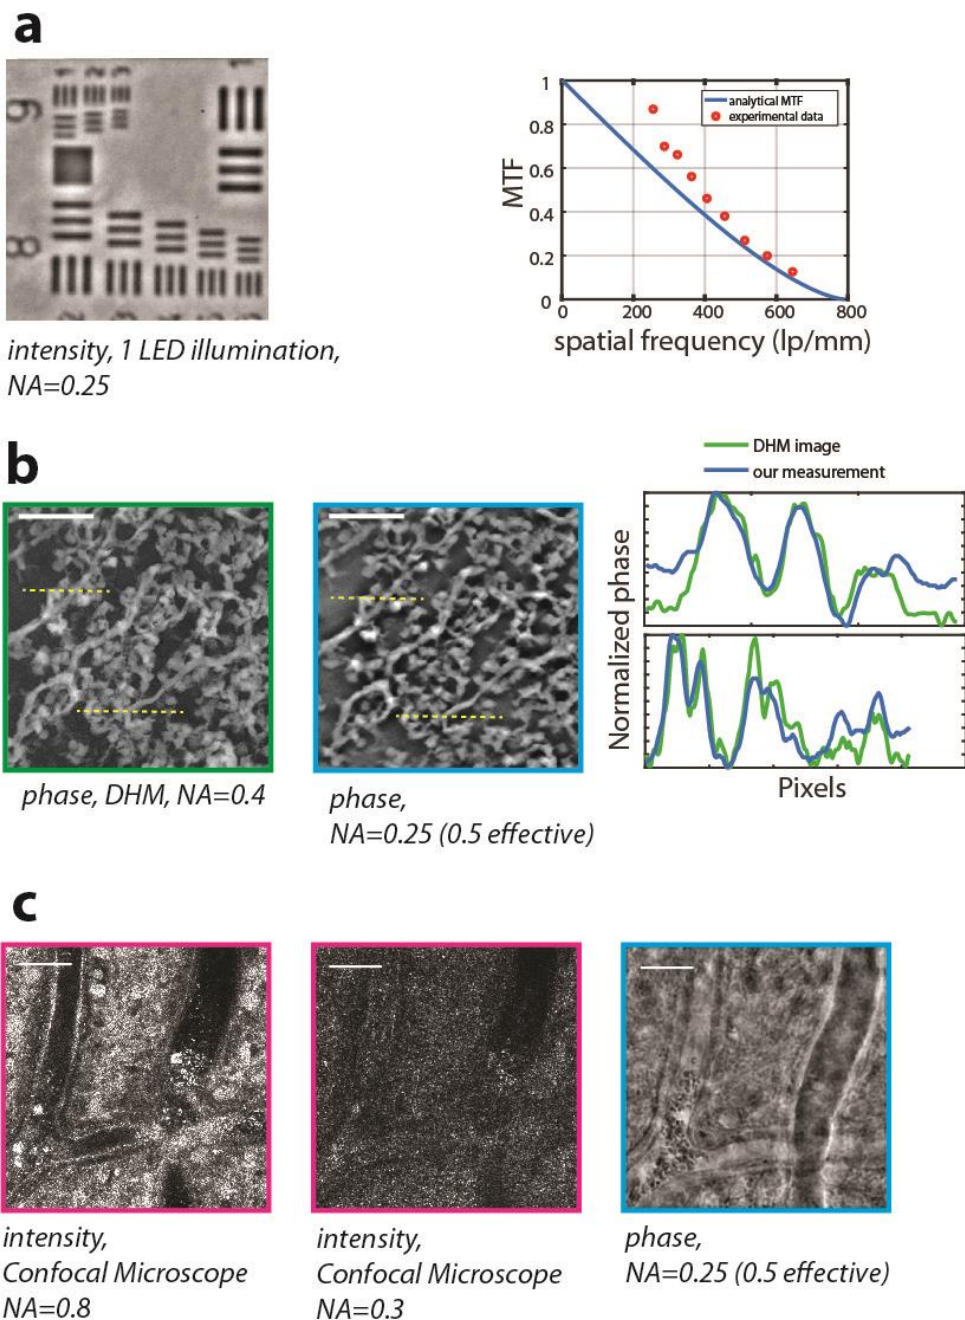 a
1
0.8
0.6
0.4
0.2
0
MTF
analytical MTF
experimental data
0 200 400 600 800
spatial frequency (lp/mm)
8
intensity, 1 LED illumination,
NA=0.25
b
DHM image
our measurement
Normalized phase
Pixels
phase, DHM, NA=0.4
phase,
NA=0.25 (0.5 effective)
c
intensity,
Confocal Microscope
NA=0.8
intensity,
Confocal Microscope
NA=0.3
phase,
NA=0.25 (0.5 effective)